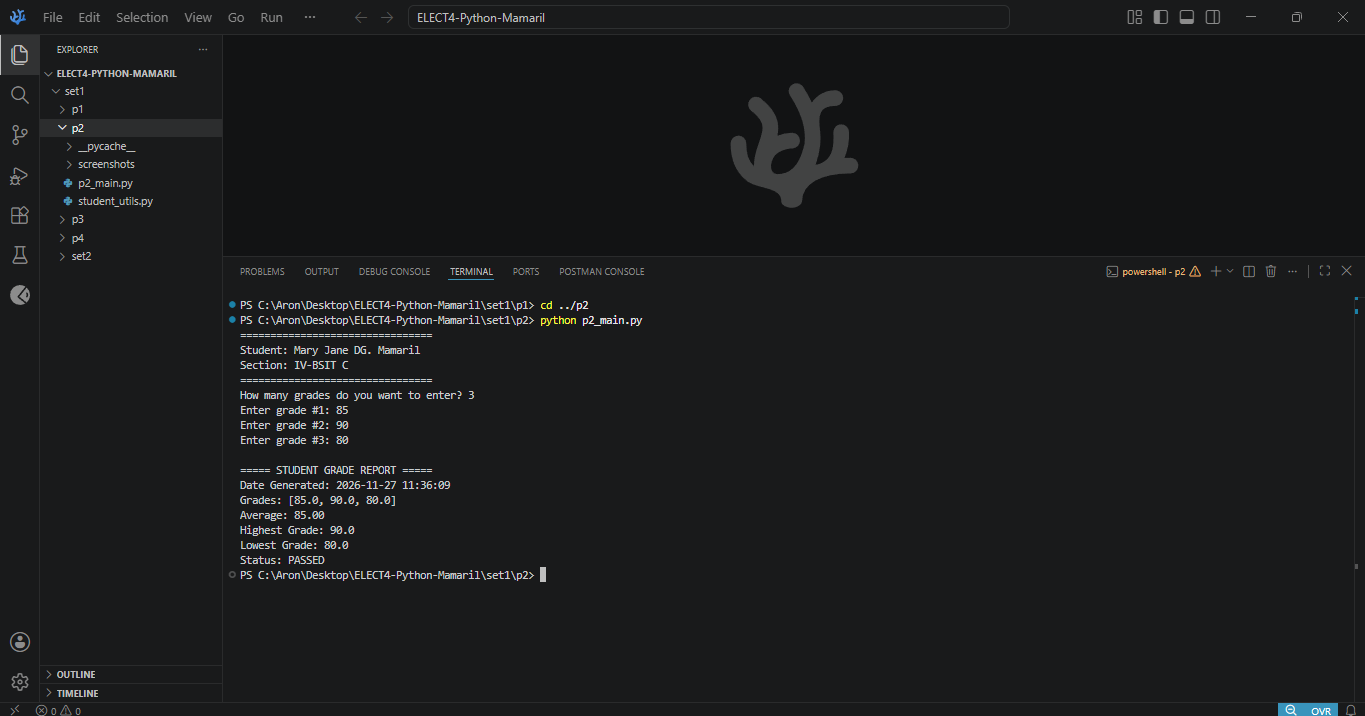 File Edit Selection View Go Run ··· ELECT4-Python-Mamaril
EXPLORER ···
ELECT4-PYTHON-MAMARIL
set1
p1
p2
__pycache__
screenshots
p2_main.py
student_utils.py
p3
p4
set2
PROBLEMS OUTPUT DEBUG CONSOLE TERMINAL PORTS POSTMAN CONSOLE powershell - p2
PS C:\Aron\Desktop\ELECT4-Python-Mamaril\set1\p1> cd ../p2
PS C:\Aron\Desktop\ELECT4-Python-Mamaril\set1\p2> python p2_main.py
================================
Student: Mary Jane DG. Mamaril
Section: IV-BSIT C
================================
How many grades do you want to enter? 3
Enter grade #1: 85
Enter grade #2: 90
Enter grade #3: 80
===== STUDENT GRADE REPORT =====
Date Generated: 2026-11-27 11:36:09
Grades: [85.0, 90.0, 80.0]
Average: 85.00
Highest Grade: 90.0
Lowest Grade: 80.0
Status: PASSED
PS C:\Aron\Desktop\ELECT4-Python-Mamaril\set1\p2>
OUTLINE
TIMELINE
0 0 OVR